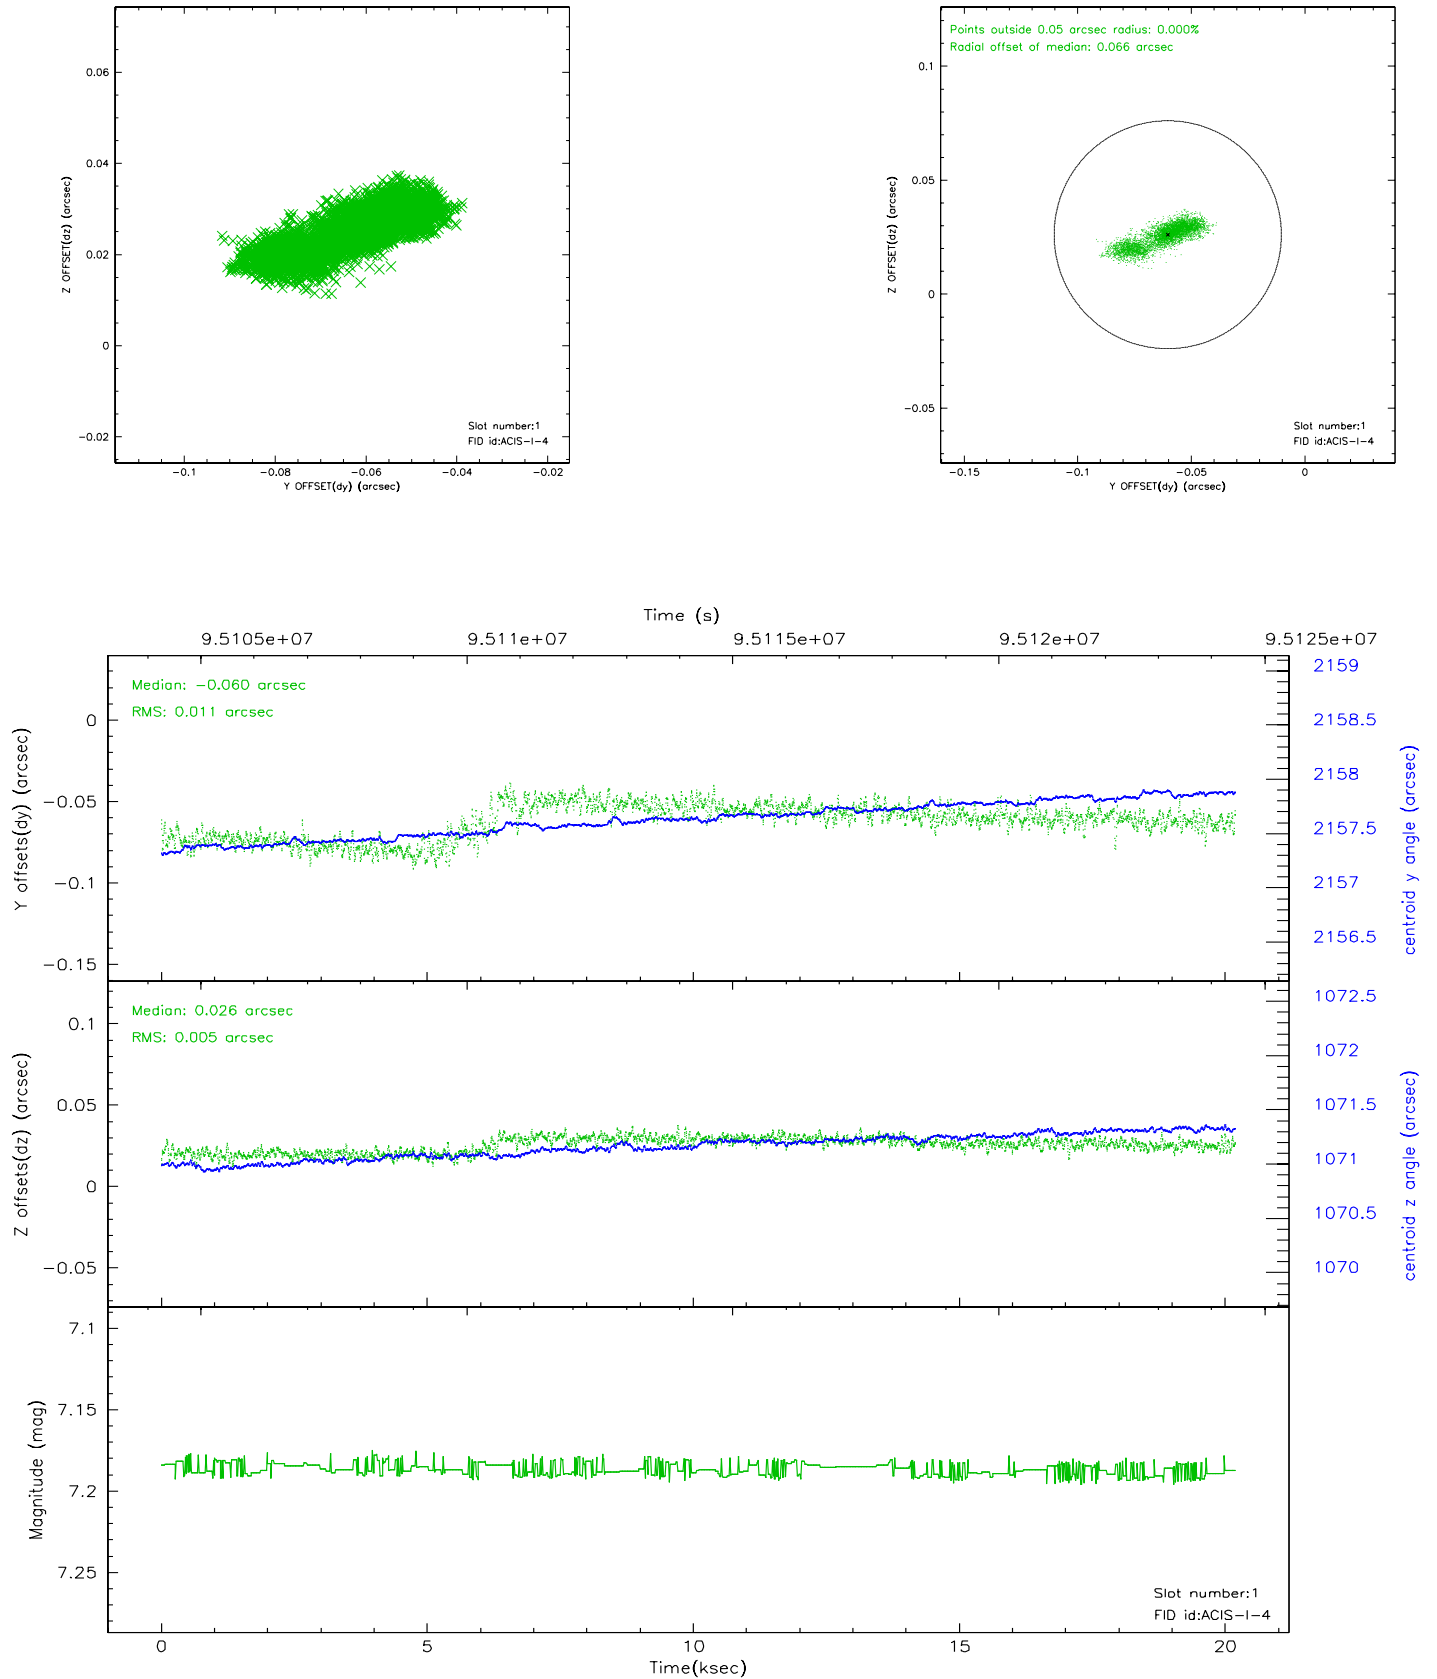 0.06
0.04
0.02
0
−0.02
Z OFFSET(dz) (arcsec)
−0.1 −0.08 −0.06 −0.04 −0.02
Y OFFSET(dy) (arcsec)
Slot number:1
FID id:ACIS−I−4
Points outside 0.05 arcsec radius: 0.000%
Radial offset of median: 0.066 arcsec
0.1
0.05
0
−0.05
Z OFFSET(dz) (arcsec)
−0.15 −0.1 −0.05 0
Y OFFSET(dy) (arcsec)
Slot number:1
FID id:ACIS−I−4
Time (s)
9.5105e+07 9.511e+07 9.5115e+07 9.512e+07 9.5125e+07
Median: −0.060 arcsec
RMS: 0.011 arcsec
0
−0.05
−0.1
−0.15
Y offsets(dy) (arcsec)
2159
2158.5
2158
2157.5
2157
2156.5
centroid y angle (arcsec)
Median: 0.026 arcsec
RMS: 0.005 arcsec
0.1
0.05
0
−0.05
Z offsets(dz) (arcsec)
1072.5
1072
1071.5
1071
1070.5
1070
centroid z angle (arcsec)
7.1
7.15
7.2
7.25
Magnitude (mag)
Slot number:1
FID id:ACIS−I−4
0 5 10 15 20
Time(ksec)